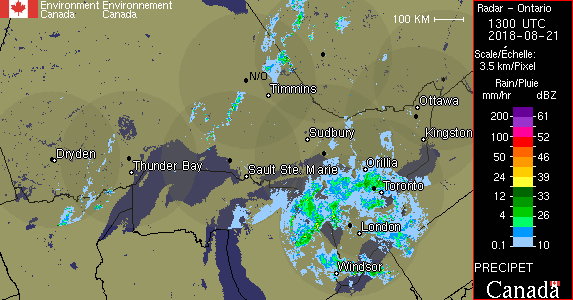 Environment Environnement
Canada Canada
100 KM
N/O
Timmins
Ottawa
Sudbury
Kingston
Dryden
Thunder Bay
Sault Ste. Marie
Orillia
Toronto
London
Windsor
Radar - Ontario
1300 UTC
2018-08-21
Scale/Échelle:
3.5 km/Pixel
Rain/Pluie
mm/hr dBZ
200 61
100 52
50 46
24 39
12 33
4 26
0.1 10
PRECIPET
Canada